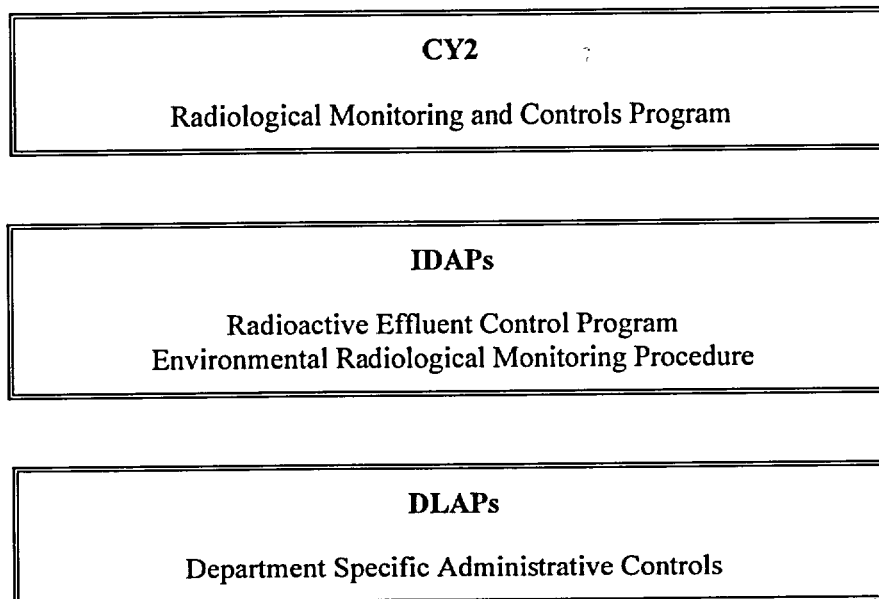 CY2
Radiological Monitoring and Controls Program
IDAPs
Radioactive Effluent Control Program
Environmental Radiological Monitoring Procedure
DLAPs
Department Specific Administrative Controls